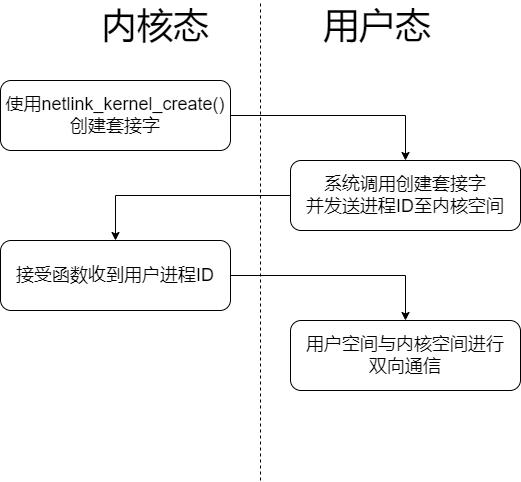 内核态
用户态
使用netlink_kernel_create()
创建套接字
系统调用创建套接字
并发送进程ID至内核空间
接受函数收到用户进程ID
用户空间与内核空间进行
双向通信